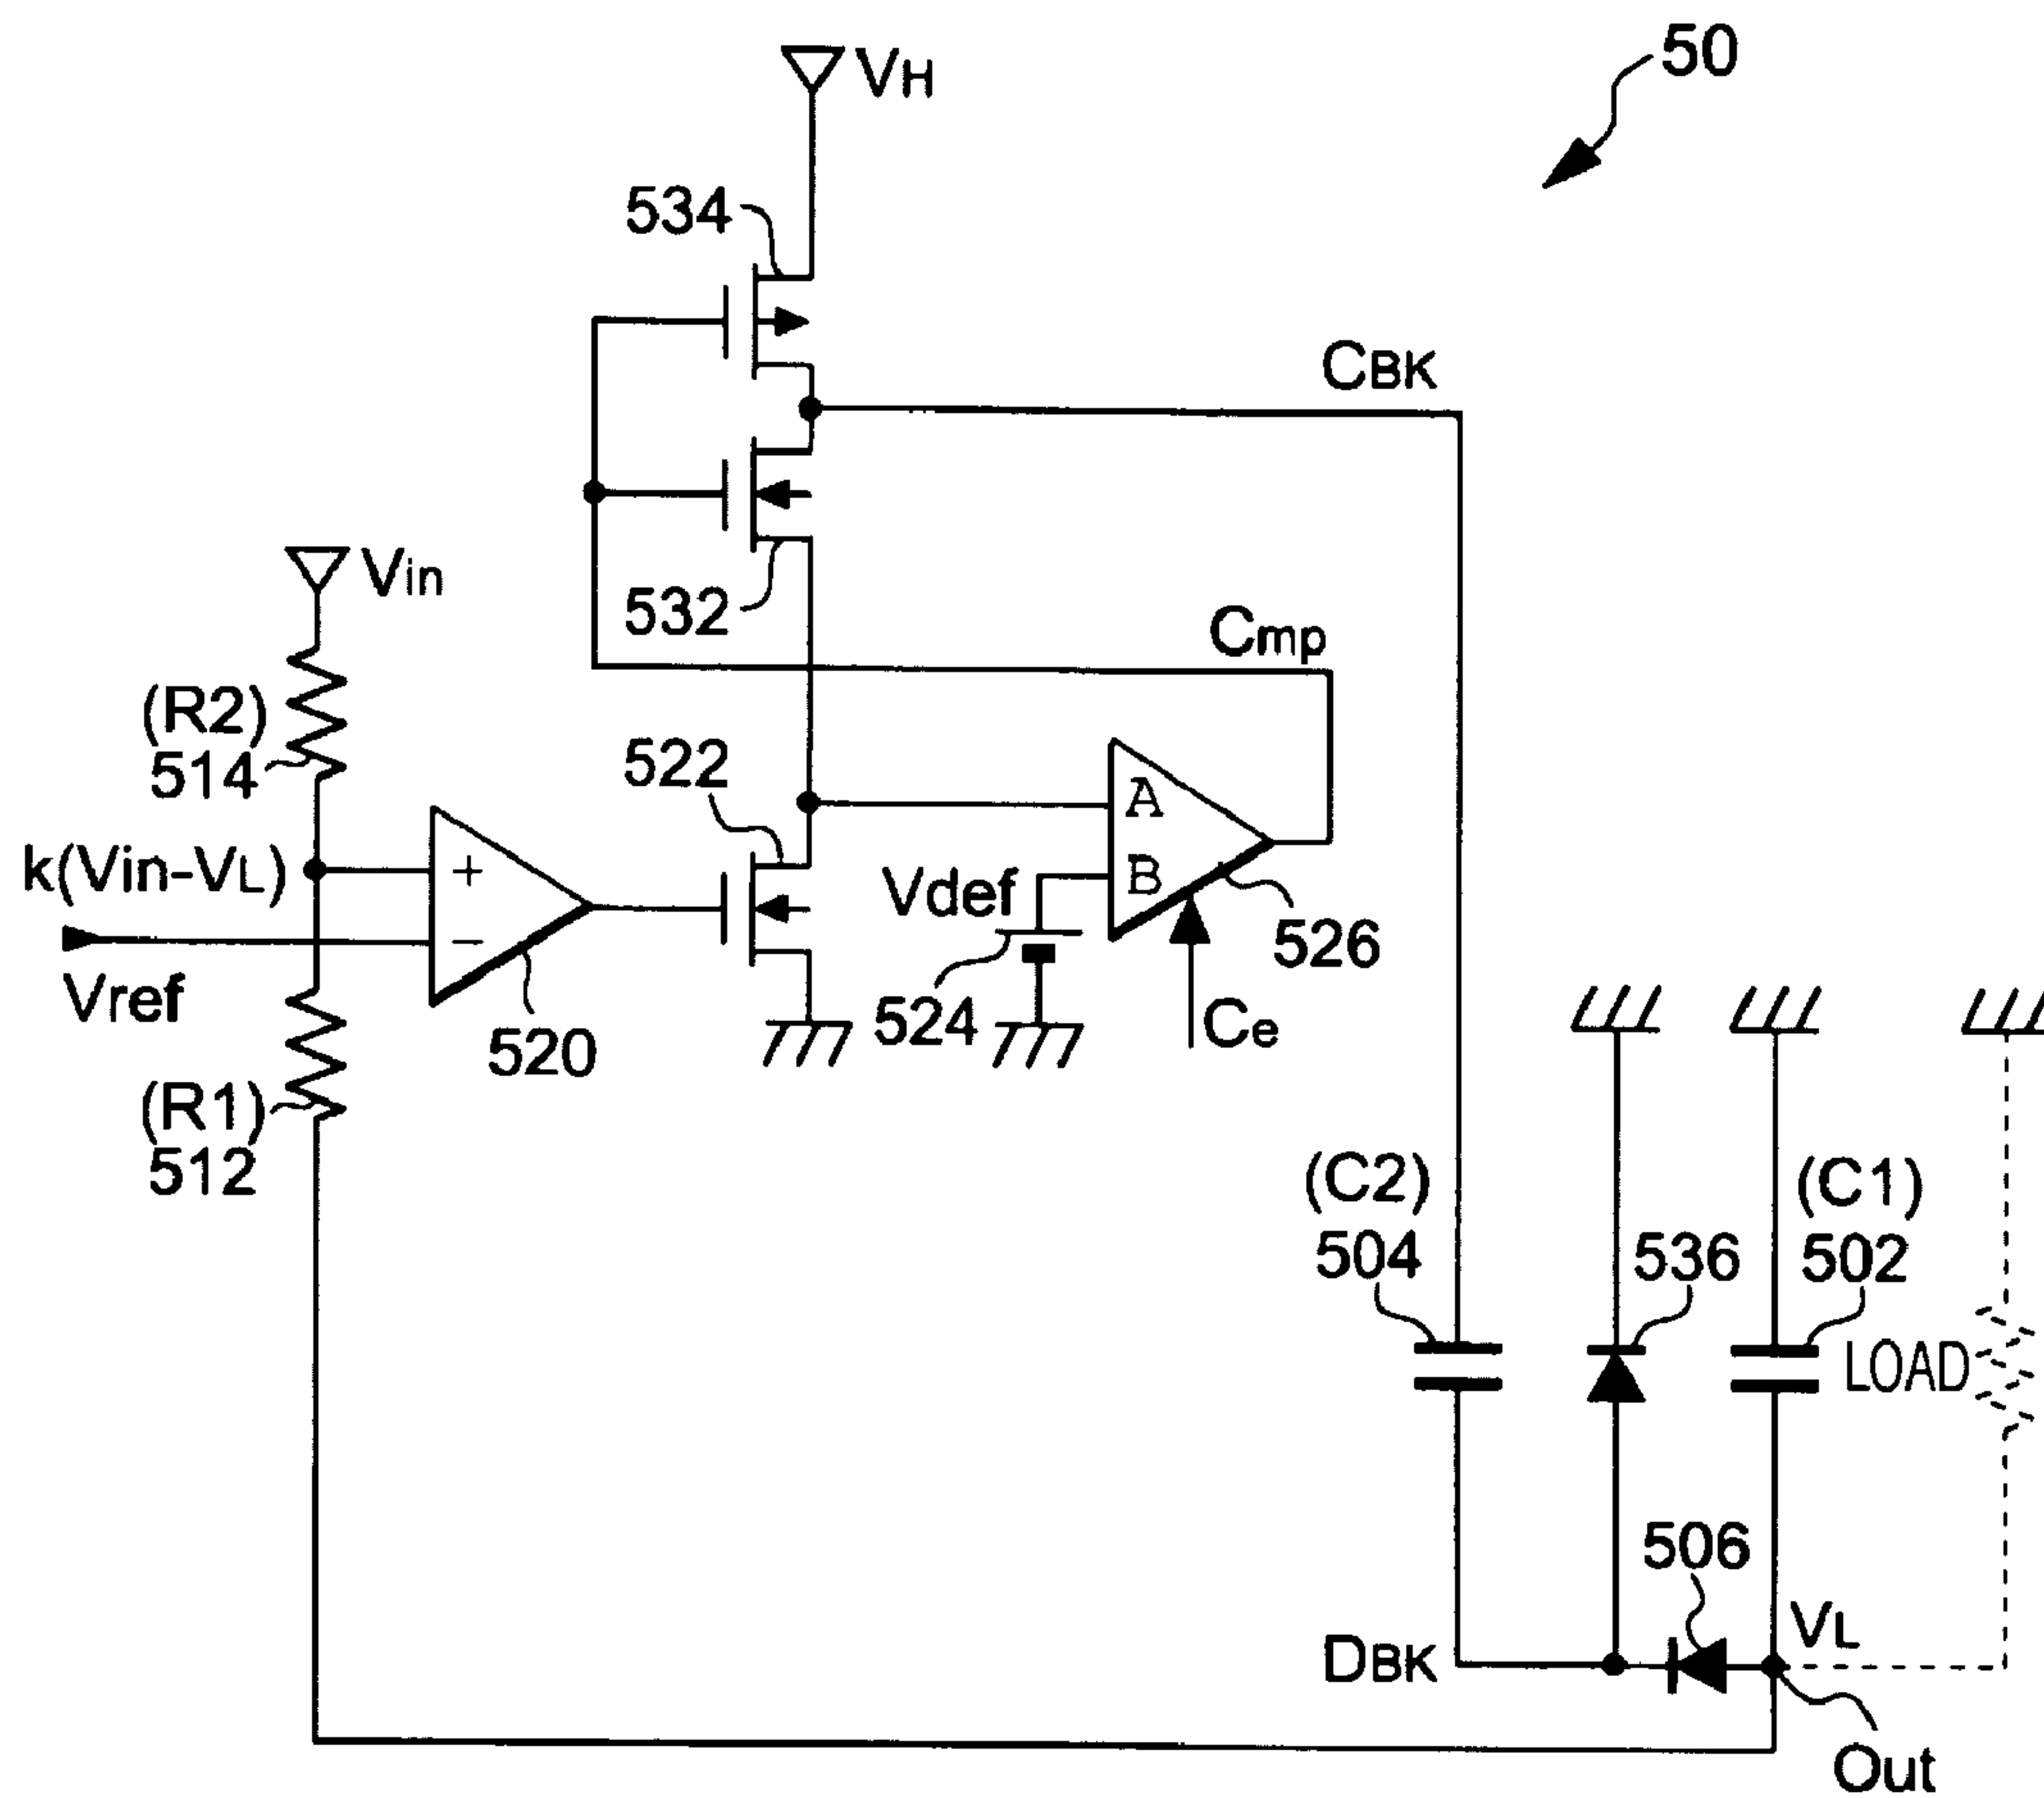 50
VH
534
CBK
532
Vin
Cmp
(R2)
514
522
A
k(Vin-VL)
+
B
Vdef
−
526
Vref
524
Ce
520
(R1)
512
(C2)
504
536
(C1)
502
LOAD
506
VL
DBK
Out